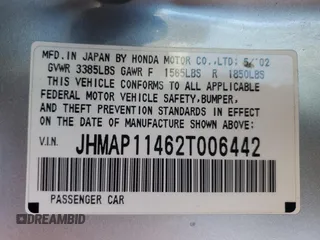 MFD. IN JAPAN BY HONDA MOTOR CO.,LTD: 5/'02
GVWR 3385LBS GAWR F 1565LBS R 1850LBS
THIS VEHICLE CONFORMS TO ALL APPLICABLE
FEDERAL MOTOR VEHICLE SAFETY, BUMPER,
AND THEFT PREVENTION STANDARDS IN EFFECT
ON THE DATE OF MANUFACTURE SHOWN ABOVE.
V.I.N. JHMAP11462T006442
PASSENGER CAR
DREAMBID